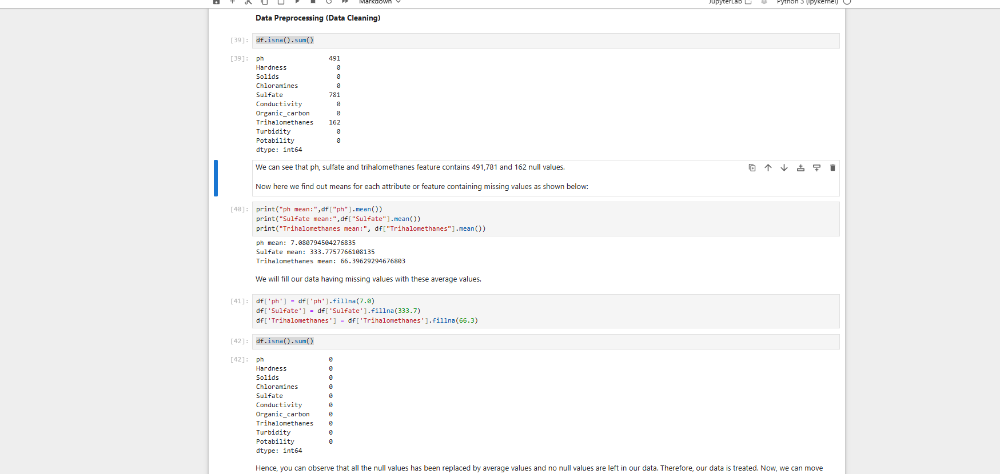 Markdown
JupyterLab
Python 3 (ipykernel)
Data Preprocessing (Data Cleaning)
[39]: df.isna().sum()
[39]: ph 491
Hardness 0
Solids 0
Chloramines 0
Sulfate 781
Conductivity 0
Organic_carbon 0
Trihalomethanes 162
Turbidity 0
Potability 0
dtype: int64
We can see that ph, sulfate and trihalomethanes feature contains 491,781 and 162 null values.
Now here we find out means for each attribute or feature containing missing values as shown below:
[40]: print("ph mean:",df["ph"].mean())
print("Sulfate mean:",df["Sulfate"].mean())
print("Trihalomethanes mean:", df["Trihalomethanes"].mean())
ph mean: 7.080794504276835
Sulfate mean: 333.7757766108135
Trihalomethanes mean: 66.39629294676803
We will fill our data having missing values with these average values.
[41]: df['ph'] = df['ph'].fillna(7.0)
df['Sulfate'] = df['Sulfate'].fillna(333.7)
df['Trihalomethanes'] = df['Trihalomethanes'].fillna(66.3)
[42]: df.isna().sum()
[42]: ph 0
Hardness 0
Solids 0
Chloramines 0
Sulfate 0
Conductivity 0
Organic_carbon 0
Trihalomethanes 0
Turbidity 0
Potability 0
dtype: int64
Hence, you can observe that all the null values has been replaced by average values and no null values are left in our data. Therefore, our data is treated. Now, we can move